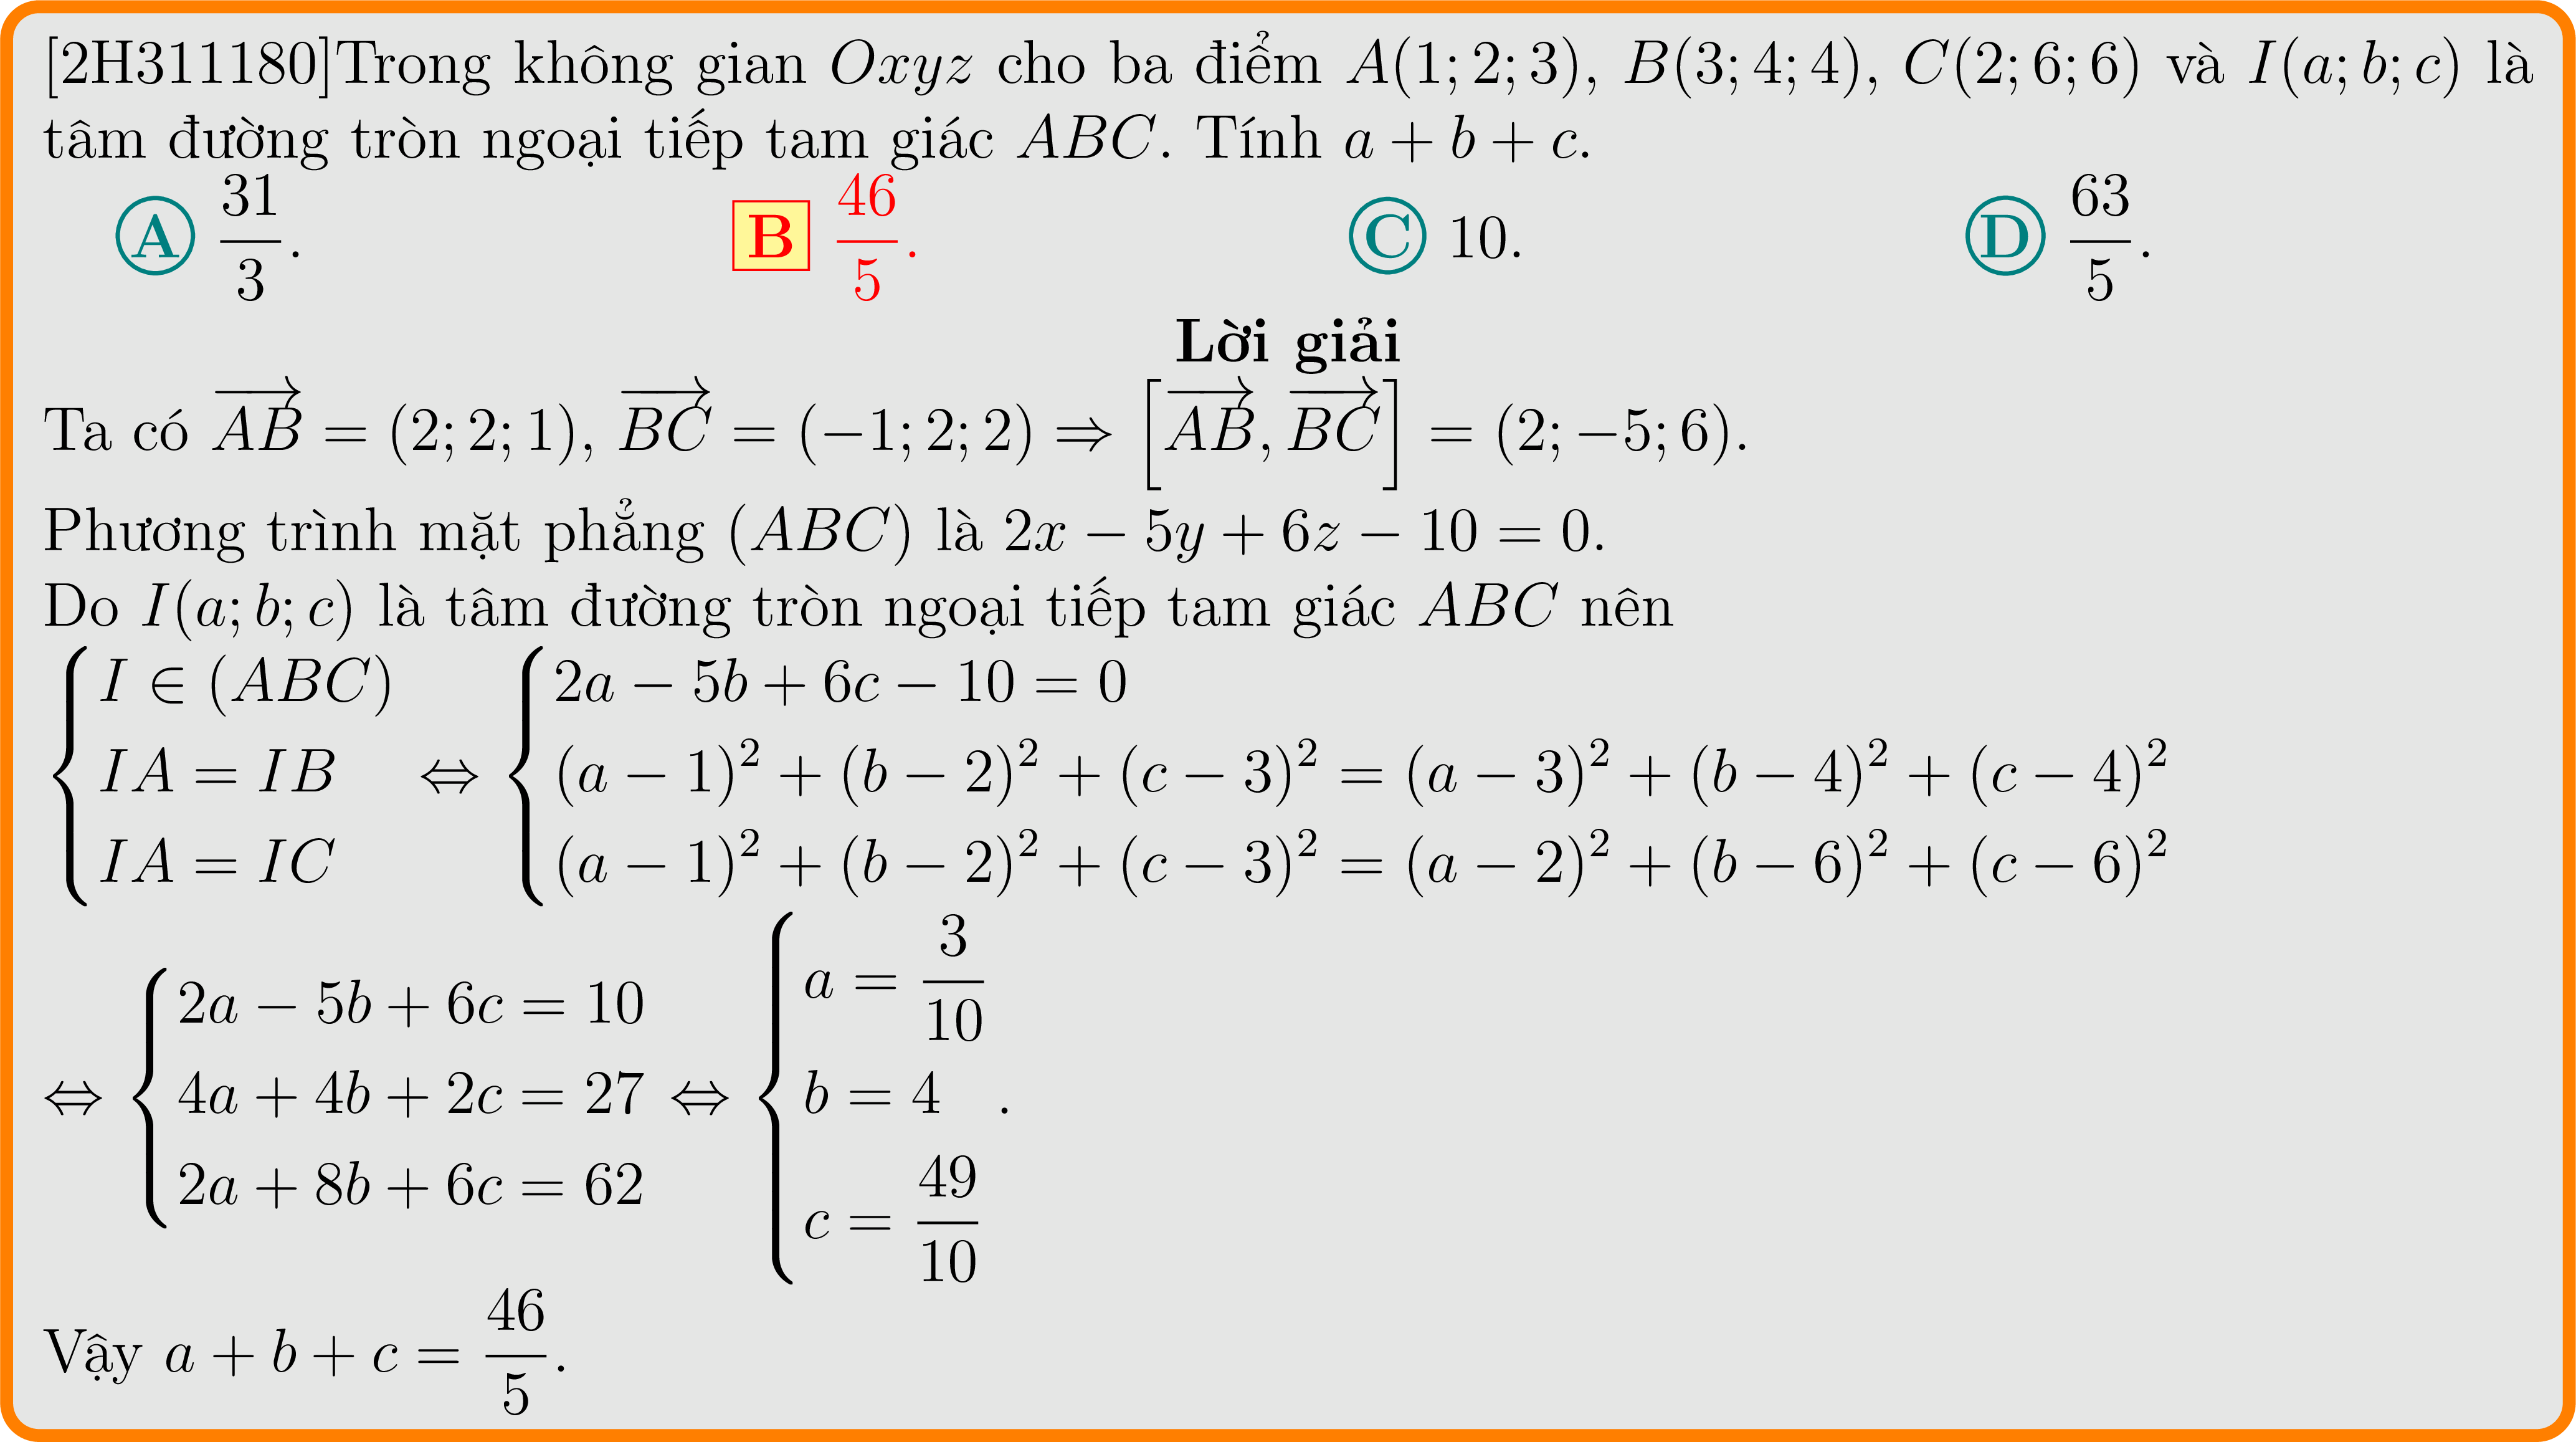 [2H311180]Trong không gian Oxyz cho ba điểm A(1; 2; 3), B(3; 4; 4), C(2; 6; 6) và I(a; b; c) là
tâm đường tròn ngoại tiếp tam giác ABC. Tính a + b + c.
A $\frac{31}{3}$. B $\frac{46}{5}$. C 10. D $\frac{63}{5}$.
Lời giải
Ta có $\overrightarrow{AB} = (2; 2; 1)$, $\overrightarrow{BC} = (-1; 2; 2) \Rightarrow \left[\overrightarrow{AB}, \overrightarrow{BC}\right] = (2; -5; 6)$.
Phương trình mặt phẳng (ABC) là 2x − 5y + 6z − 10 = 0.
Do I(a; b; c) là tâm đường tròn ngoại tiếp tam giác ABC nên
$\begin{cases} I \in (ABC) \\ IA = IB \\ IA = IC \end{cases} \Leftrightarrow \begin{cases} 2a - 5b + 6c - 10 = 0 \\ (a-1)^2 + (b-2)^2 + (c-3)^2 = (a-3)^2 + (b-4)^2 + (c-4)^2 \\ (a-1)^2 + (b-2)^2 + (c-3)^2 = (a-2)^2 + (b-6)^2 + (c-6)^2 \end{cases}$
$\Leftrightarrow \begin{cases} 2a - 5b + 6c = 10 \\ 4a + 4b + 2c = 27 \\ 2a + 8b + 6c = 62 \end{cases} \Leftrightarrow \begin{cases} a = \frac{3}{10} \\ b = 4 \\ c = \frac{49}{10} \end{cases}.$
Vậy $a + b + c = \frac{46}{5}$.